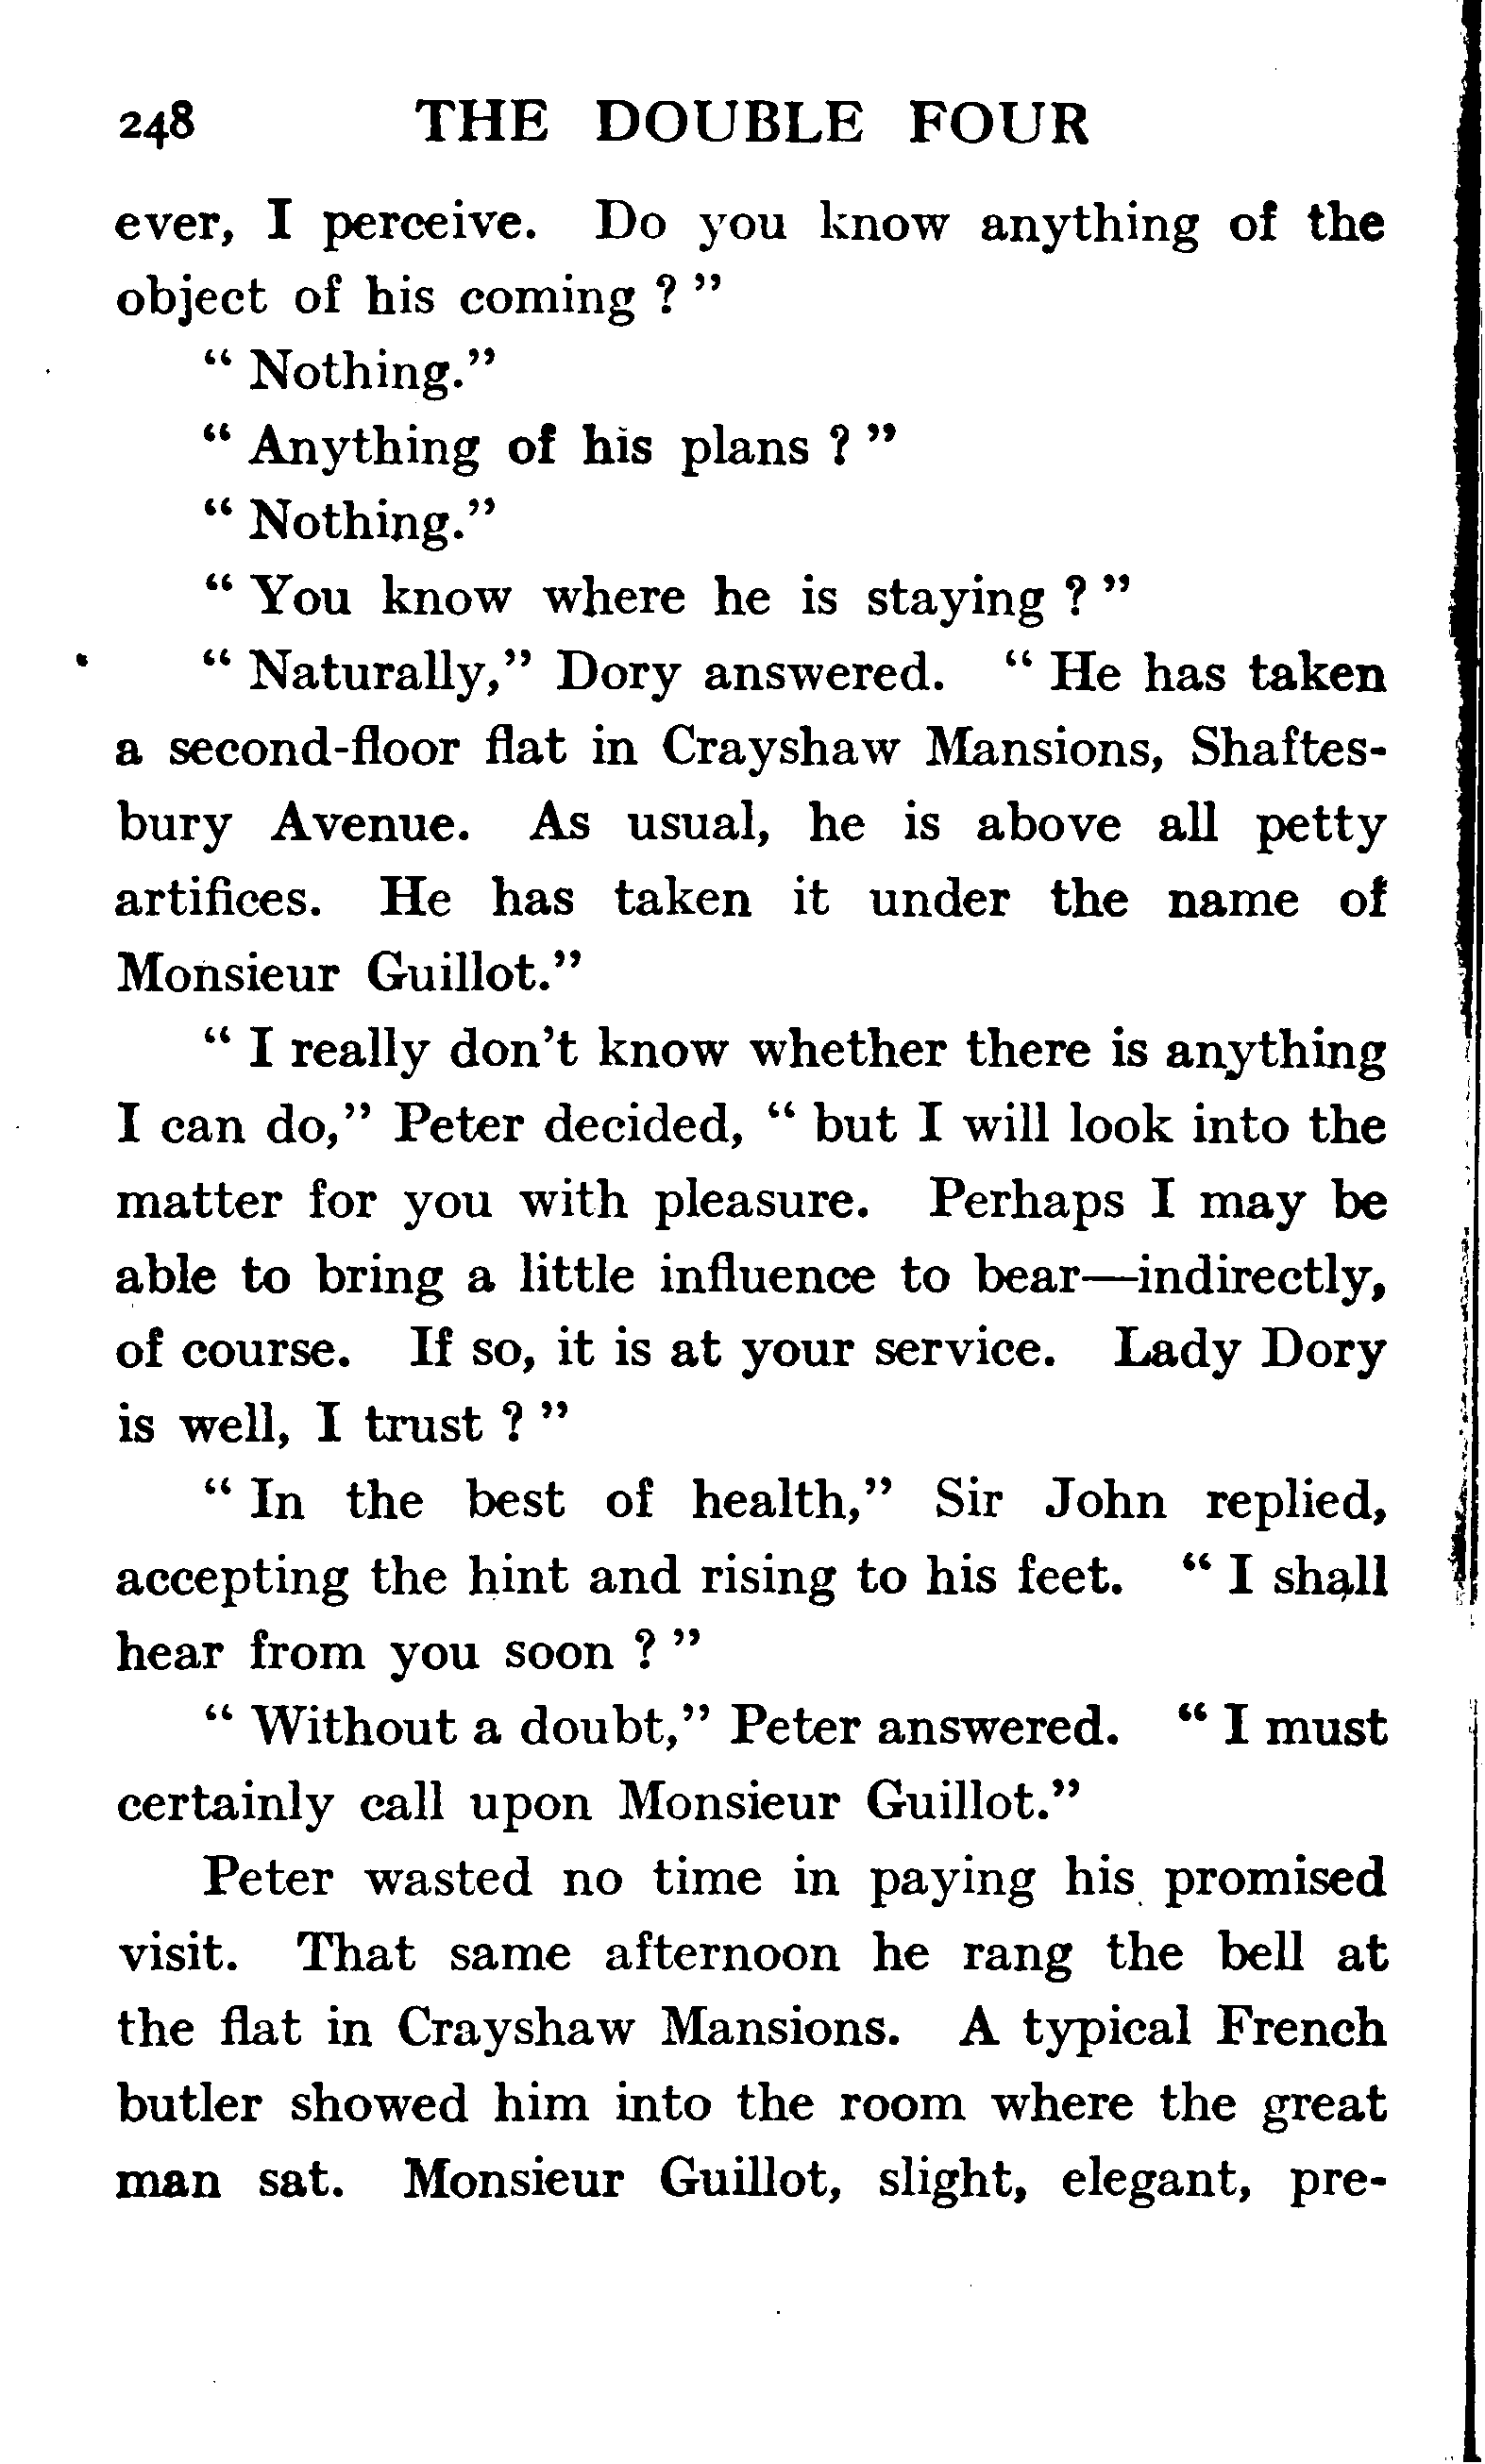 248 THE DOUBLE FOUR
ever, I perceive. Do you know anything of the
object of his coming ? ”
“ Nothing.”
“ Anything of his plans ? ”
“ Nothing.”
“ You know where he is staying ? ”
“ Naturally,” Dory answered. “ He has taken
a second-floor flat in Crayshaw Mansions, Shaftes-
bury Avenue. As usual, he is above all petty
artifices. He has taken it under the name of
Monsieur Guillot.”
“ I really don’t know whether there is anything
I can do,” Peter decided, “ but I will look into the
matter for you with pleasure. Perhaps I may be
able to bring a little influence to bear—indirectly,
of course. If so, it is at your service. Lady Dory
is well, I trust ? ”
“ In the best of health,” Sir John replied,
accepting the hint and rising to his feet. “ I shall
hear from you soon ? ”
“ Without a doubt,” Peter answered. “ I must
certainly call upon Monsieur Guillot.”
Peter wasted no time in paying his promised
visit. That same afternoon he rang the bell at
the flat in Crayshaw Mansions. A typical French
butler showed him into the room where the great
man sat. Monsieur Guillot, slight, elegant, pre-